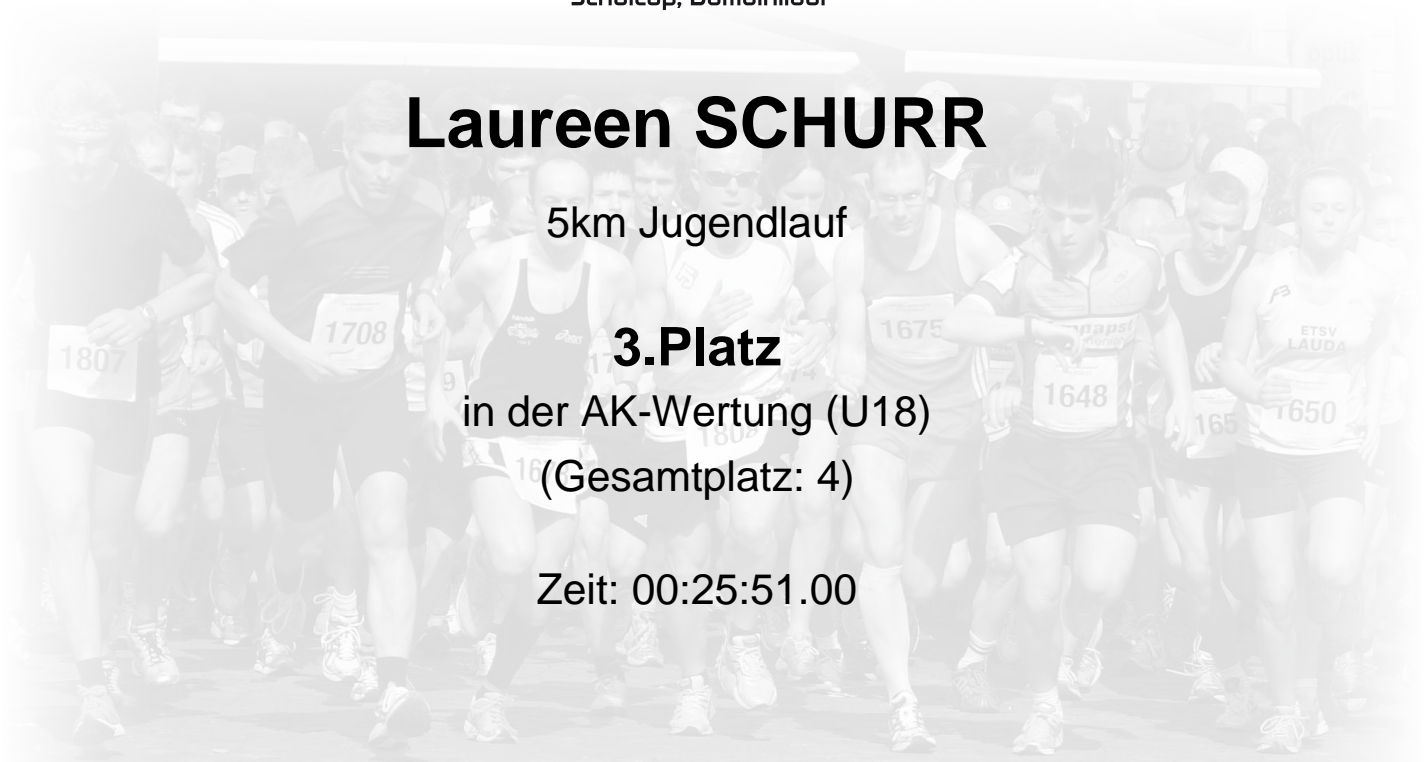 Laureen SCHURR
5km Jugendlauf
3.Platz
in der AK-Wertung (U18)
(Gesamtplatz: 4)
Zeit: 00:25:51.00
1807
1708
1675
1648
1650
165
ETSV
LAUDA